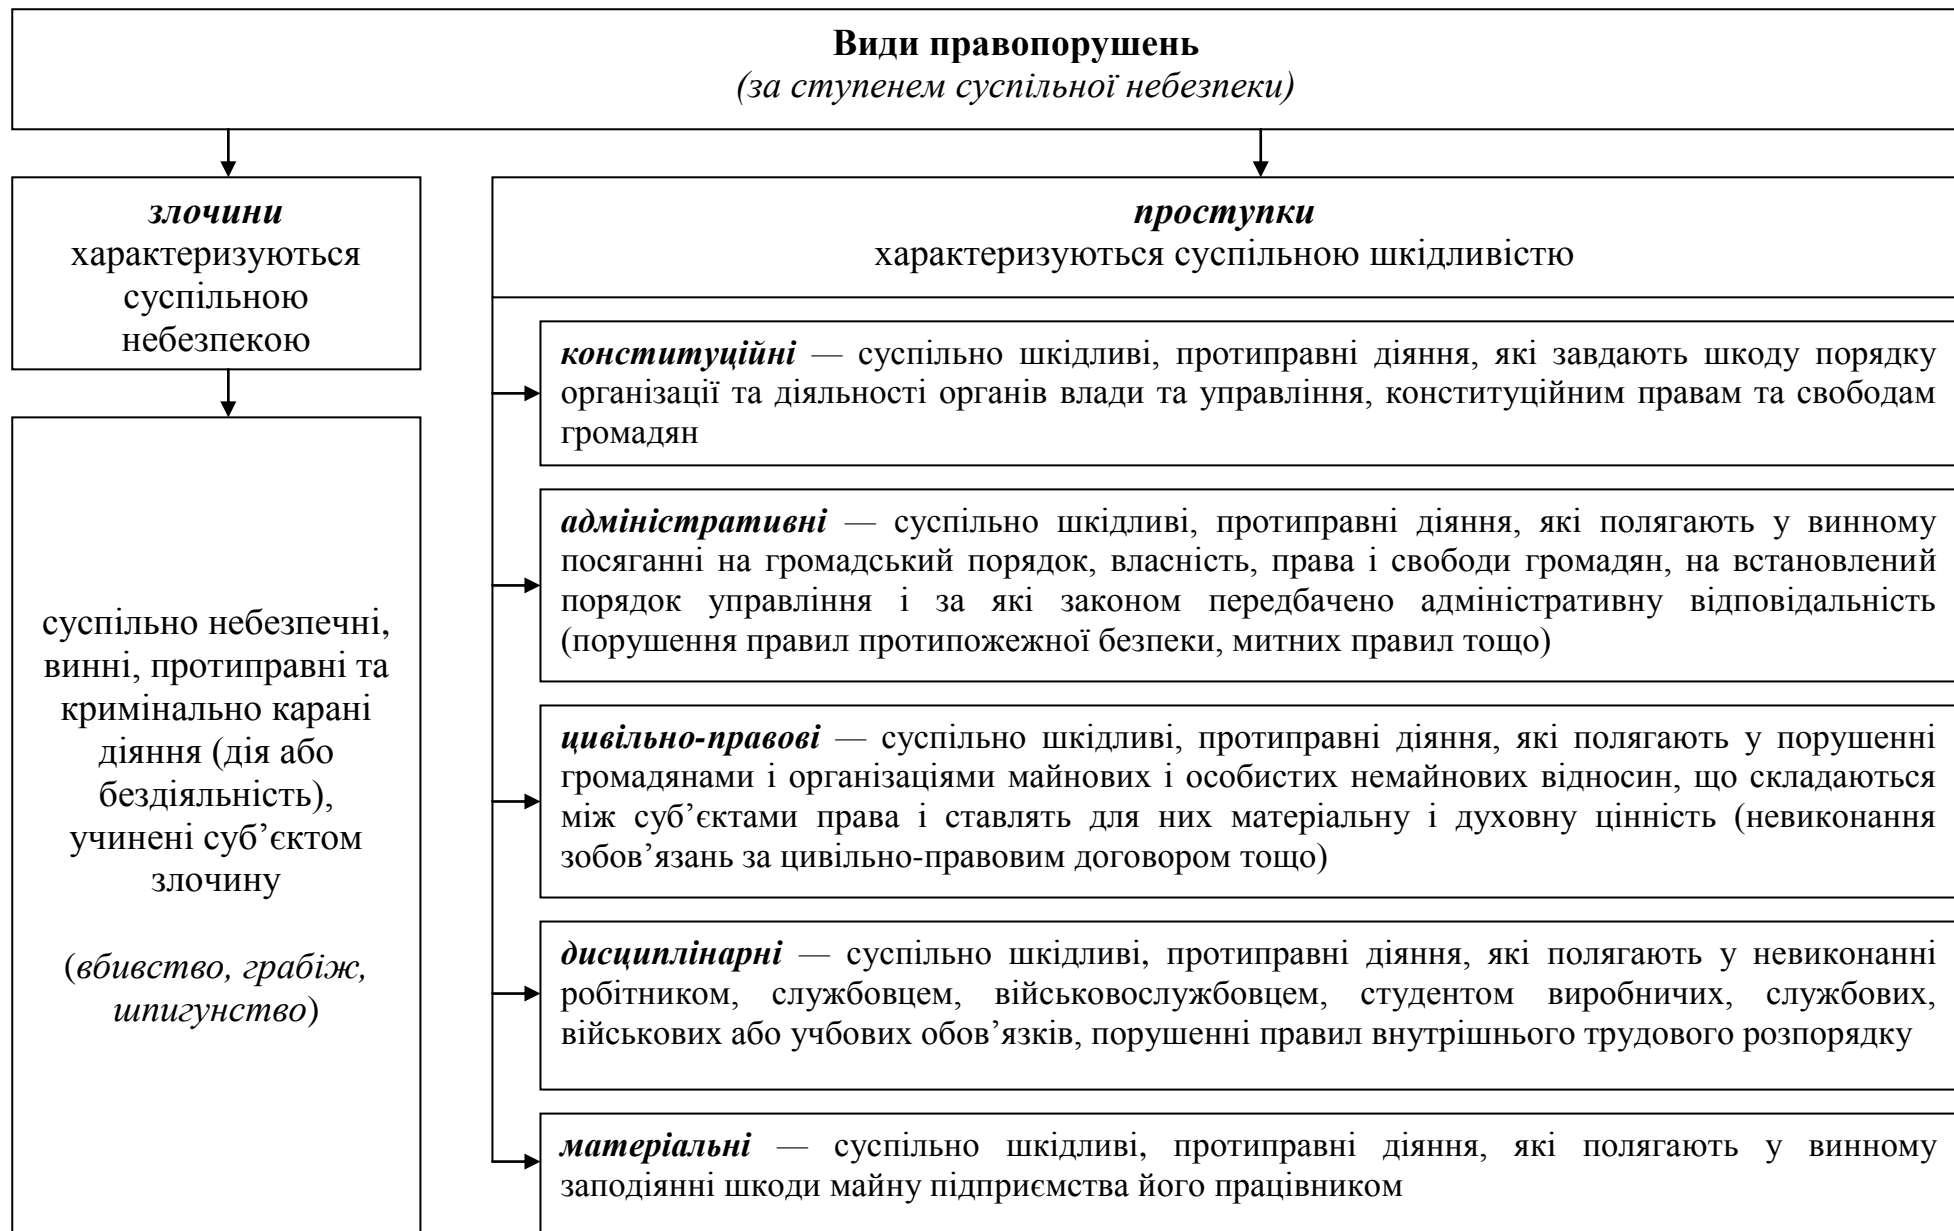 Види правопорушень
(за ступенем суспільної небезпеки)
злочини
характеризуються
суспільною
небезпекою
суспільно небезпечні,
винні, протиправні та
кримінально карані
діяння (дія або
бездіяльність),
учинені суб’єктом
злочину
(вбивство, грабіж,
шпигунство)
проступки
характеризуються суспільною шкідливістю
конституційні — суспільно шкідливі, протиправні діяння, які завдають шкоду порядку
організації та діяльності органів влади та управління, конституційним правам та свободам
громадян
адміністративні — суспільно шкідливі, протиправні діяння, які полягають у винному
посяганні на громадський порядок, власність, права і свободи громадян, на встановлений
порядок управління і за які законом передбачено адміністративну відповідальність
(порушення правил протипожежної безпеки, митних правил тощо)
цивільно-правові — суспільно шкідливі, протиправні діяння, які полягають у порушенні
громадянами і організаціями майнових і особистих немайнових відносин, що складаються
між суб’єктами права і ставлять для них матеріальну і духовну цінність (невиконання
зобов’язань за цивільно-правовим договором тощо)
дисциплінарні — суспільно шкідливі, протиправні діяння, які полягають у невиконанні
робітником, службовцем, військовослужбовцем, студентом виробничих, службових,
військових або учбових обов’язків, порушенні правил внутрішнього трудового розпорядку
матеріальні — суспільно шкідливі, протиправні діяння, які полягають у винному
заподіянні шкоди майну підприємства його працівником